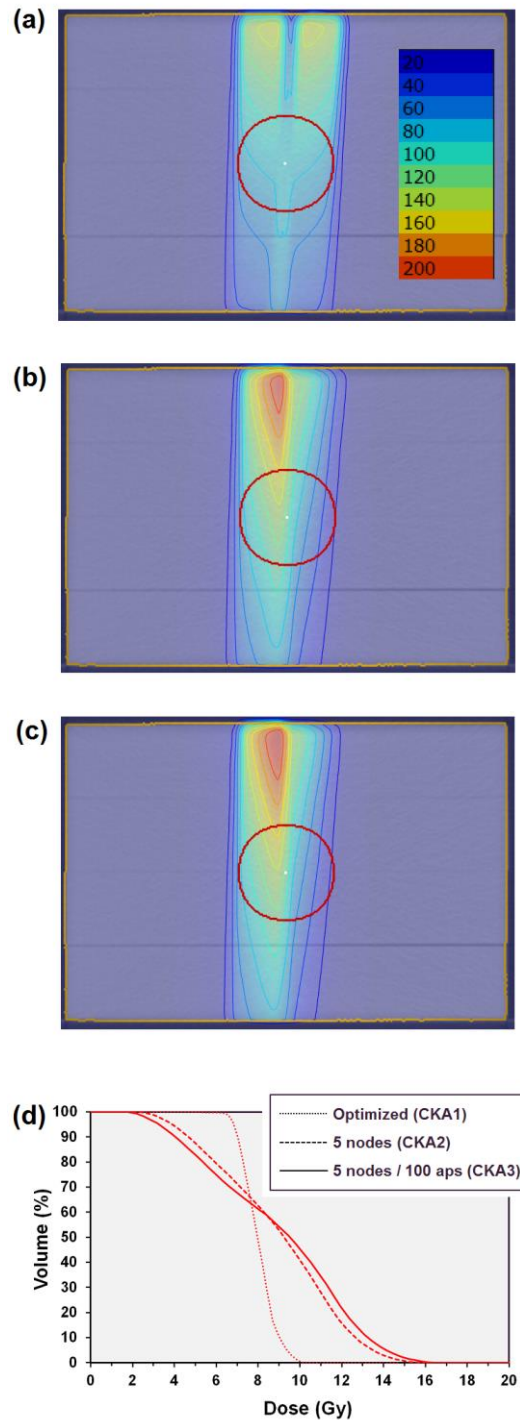 (a)
20
40
60
80
100
120
140
160
180
200
(b)
(c)
(d)
Optimized (CKA1)
5 nodes (CKA2)
5 nodes / 100 aps (CKA3)
100
90
80
70
60
50
40
30
20
10
0
Volume (%)
0 2 4 6 8 10 12 14 16 18 20
Dose (Gy)